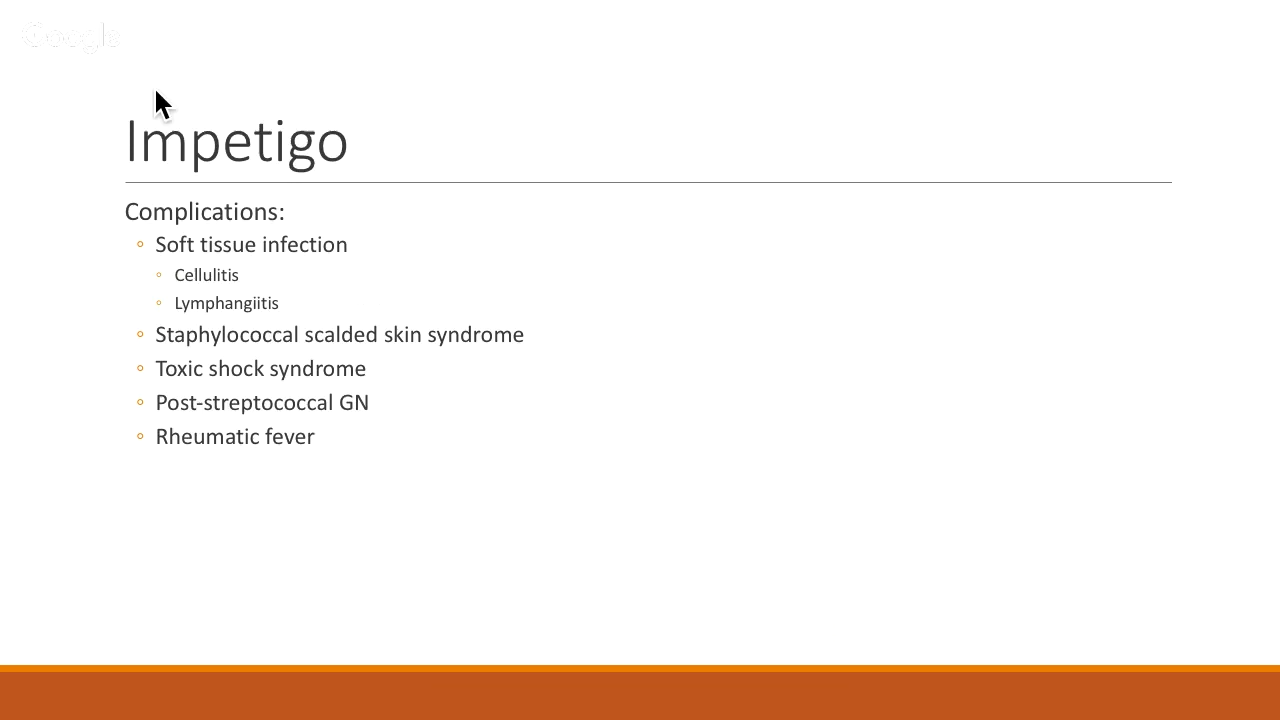 Google
Impetigo
Complications:
◦ Soft tissue infection
◦ Cellulitis
◦ Lymphangiitis
◦ Staphylococcal scalded skin syndrome
◦ Toxic shock syndrome
◦ Post-streptococcal GN
◦ Rheumatic fever